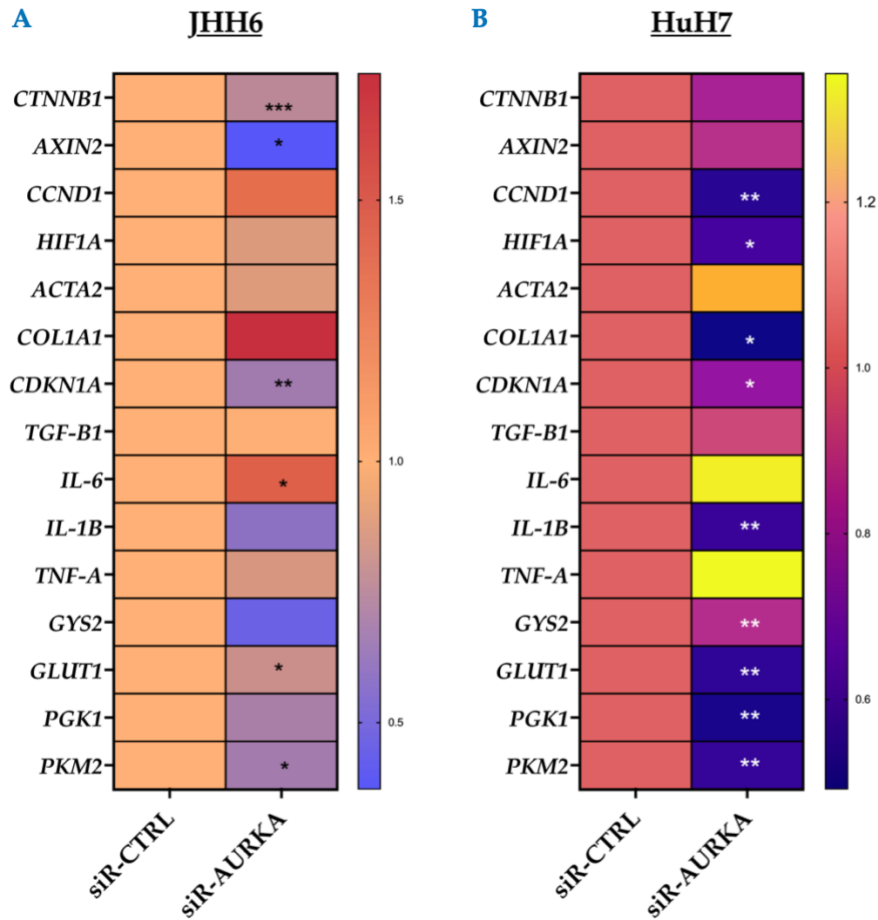 A
JHH6
CTNNB1
***
AXIN2
*
CCND1
HIF1A
ACTA2
COL1A1
CDKN1A
**
TGF-B1
IL-6
*
IL-1B
TNF-A
GYS2
GLUT1
*
PGK1
PKM2
*
siR-CTRL
siR-AURKA
1.5
1.0
0.5
B
HuH7
CTNNB1
AXIN2
CCND1
**
HIF1A
*
ACTA2
COL1A1
*
CDKN1A
*
TGF-B1
IL-6
IL-1B
**
TNF-A
GYS2
**
GLUT1
**
PGK1
**
PKM2
**
siR-CTRL
siR-AURKA
1.2
1.0
0.8
0.6